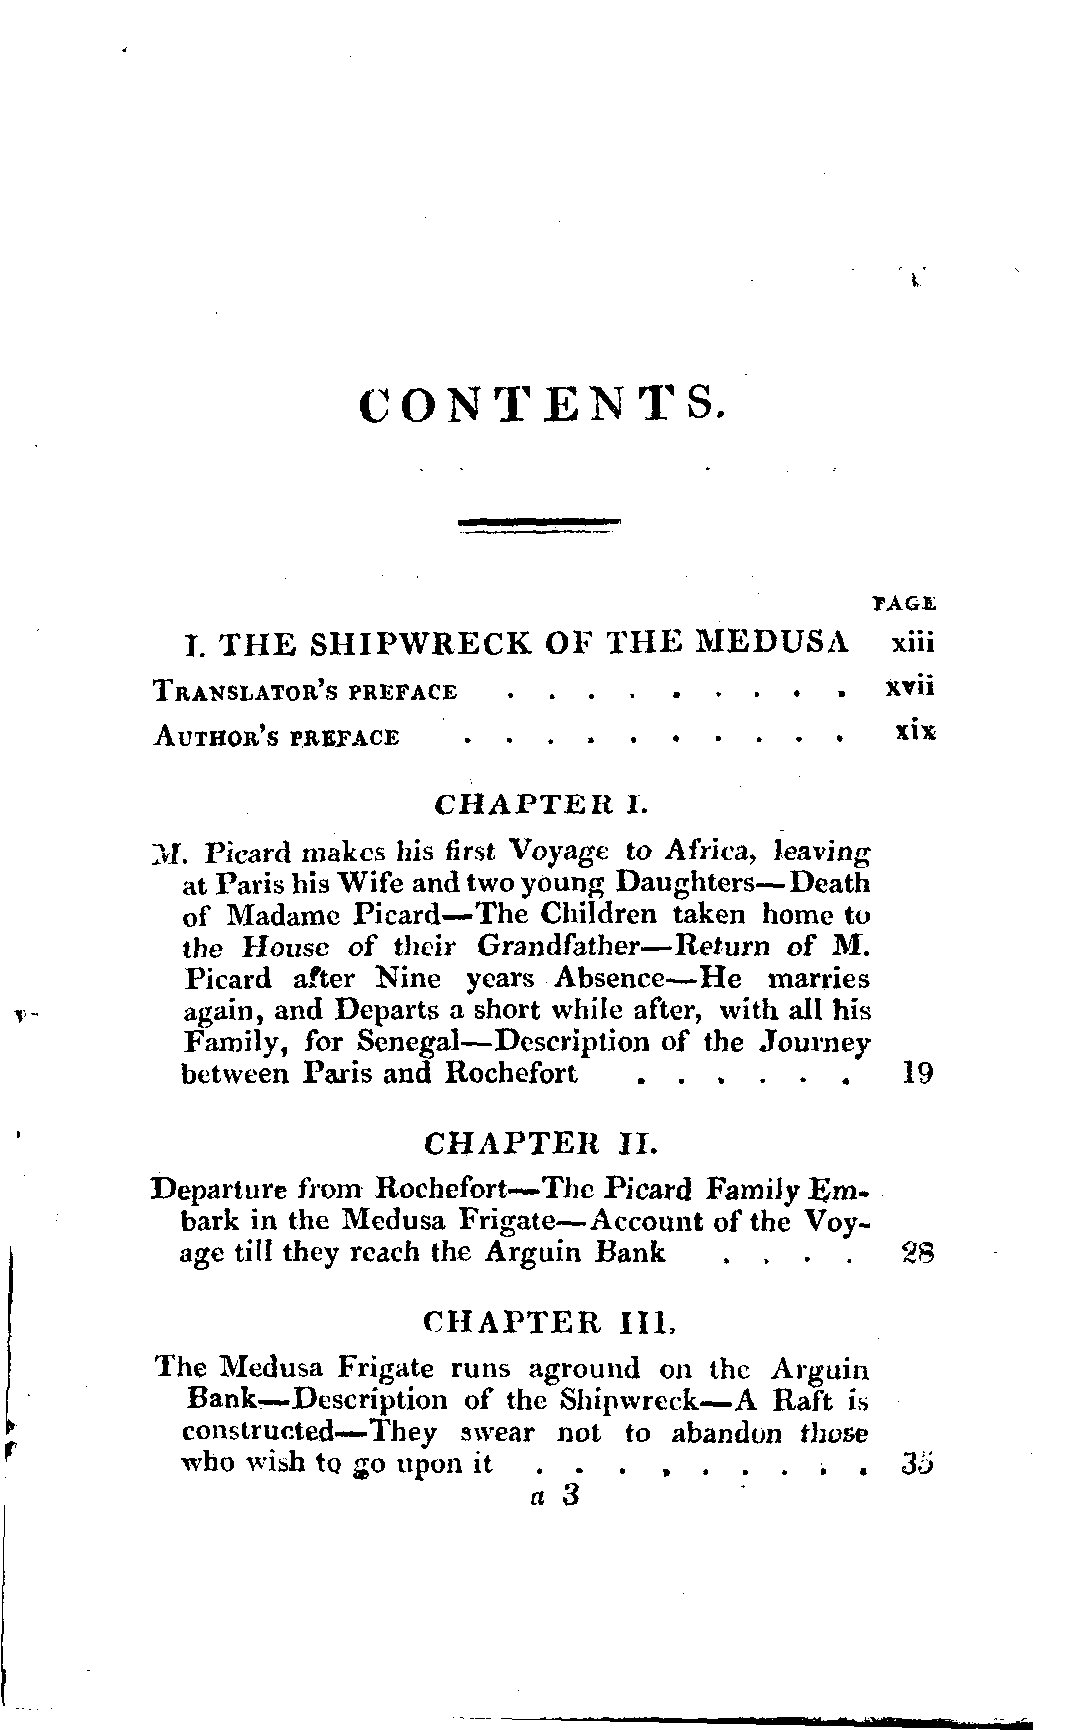 CONTENTS.
PAGE
I. THE SHIPWRECK OF THE MEDUSA xiii
TRANSLATOR'S PREFACE . . . . . . . . . xvii
AUTHOR'S PREFACE . . . . . . . . . . xix
CHAPTER I.
M. Picard makes his first Voyage to Africa, leaving
at Paris his Wife and two young Daughters—Death
of Madame Picard—The Children taken home to
the House of their Grandfather—Return of M.
Picard after Nine years Absence—He marries
again, and Departs a short while after, with all his
Family, for Senegal—Description of the Journey
between Paris and Rochefort . . . . . . 19
CHAPTER II.
Departure from Rochefort—The Picard Family Em-
bark in the Medusa Frigate—Account of the Voy-
age till they reach the Arguin Bank . . . . 28
CHAPTER III.
The Medusa Frigate runs aground on the Arguin
Bank—Description of the Shipwreck—A Raft is
constructed—They swear not to abandon those
who wish to go upon it . . . . . . . . . 35
a 3